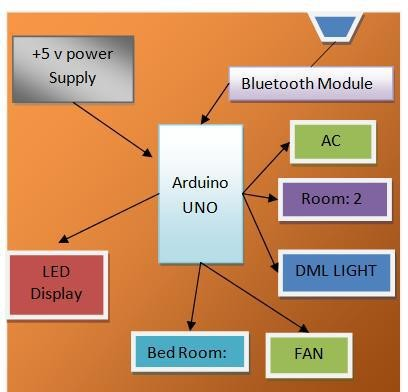 +5 v power
Supply
Bluetooth Module
AC
Arduino
UNO
Room: 2
LED
Display
DML LIGHT
Bed Room:
FAN